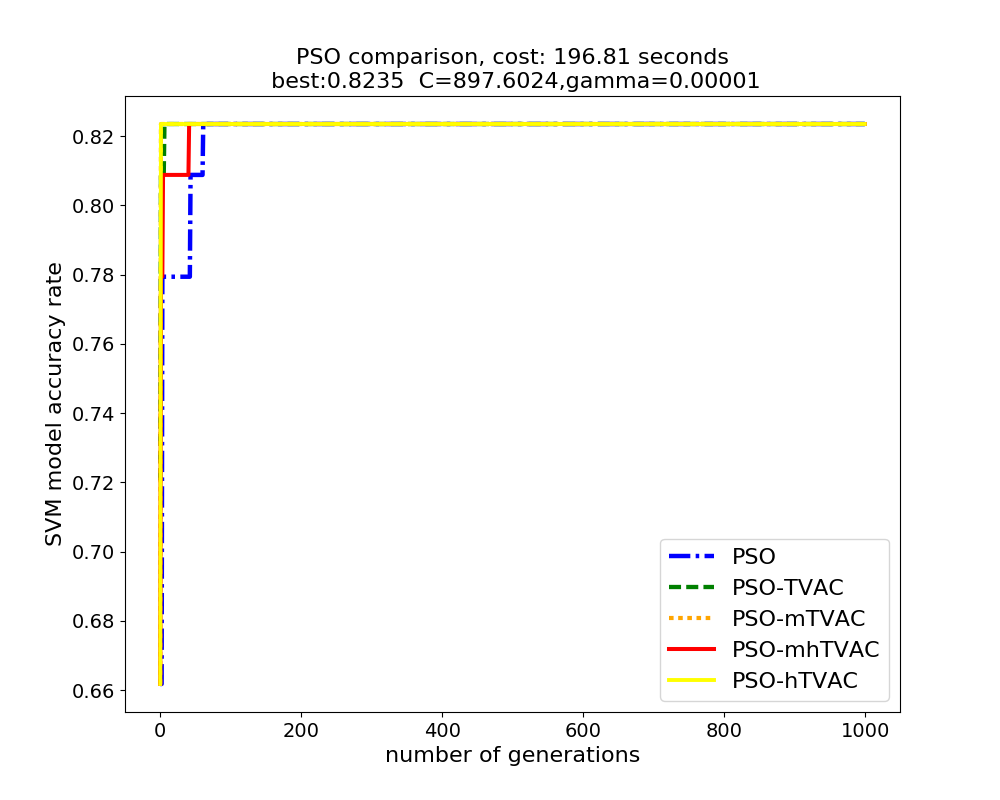 PSO comparison, cost: 196.81 seconds
best:0.8235  C=897.6024,gamma=0.00001
SVM model accuracy rate
0.82
0.80
0.78
0.76
0.74
0.72
0.70
0.68
0.66
PSO
PSO-TVAC
PSO-mTVAC
PSO-mhTVAC
PSO-hTVAC
0 200 400 600 800 1000
number of generations